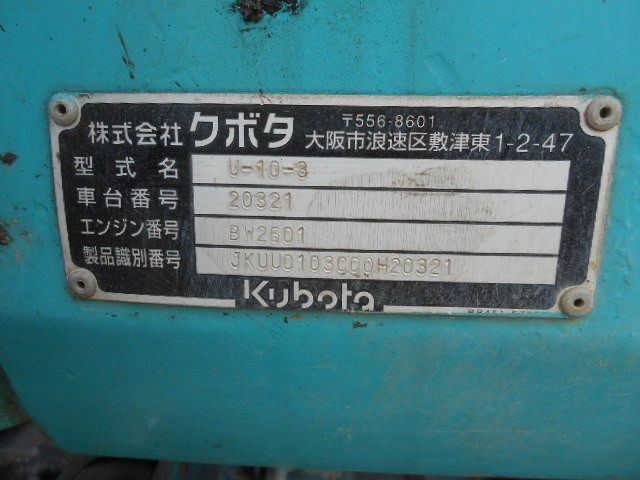 株式会社クボタ 〒556-8601
大阪市浪速区敷津東1-2-47
型式名 U-10-3
車台番号 20321
エンジン番号 BW2601
製品識別番号 JKUU0103C00H20321
Kubota